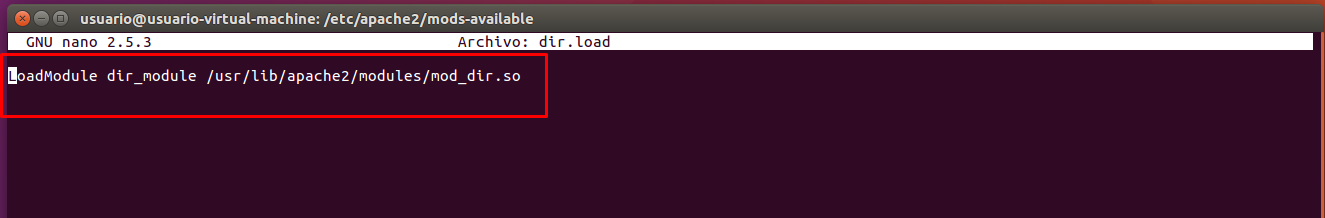 usuario@usuario-virtual-machine: /etc/apache2/mods-available
GNU nano 2.5.3 Archivo: dir.load
LoadModule dir_module /usr/lib/apache2/modules/mod_dir.so